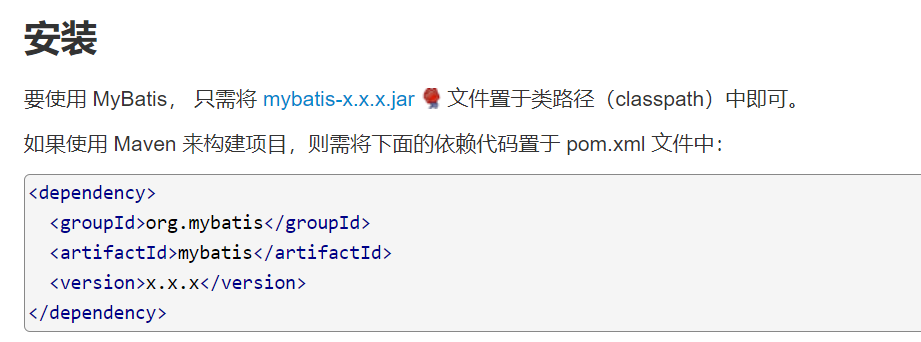 安装
要使用 MyBatis， 只需将 mybatis-x.x.x.jar 文件置于类路径（classpath）中即可。
如果使用 Maven 来构建项目，则需将下面的依赖代码置于 pom.xml 文件中：
<dependency>
  <groupId>org.mybatis</groupId>
  <artifactId>mybatis</artifactId>
  <version>x.x.x</version>
</dependency>